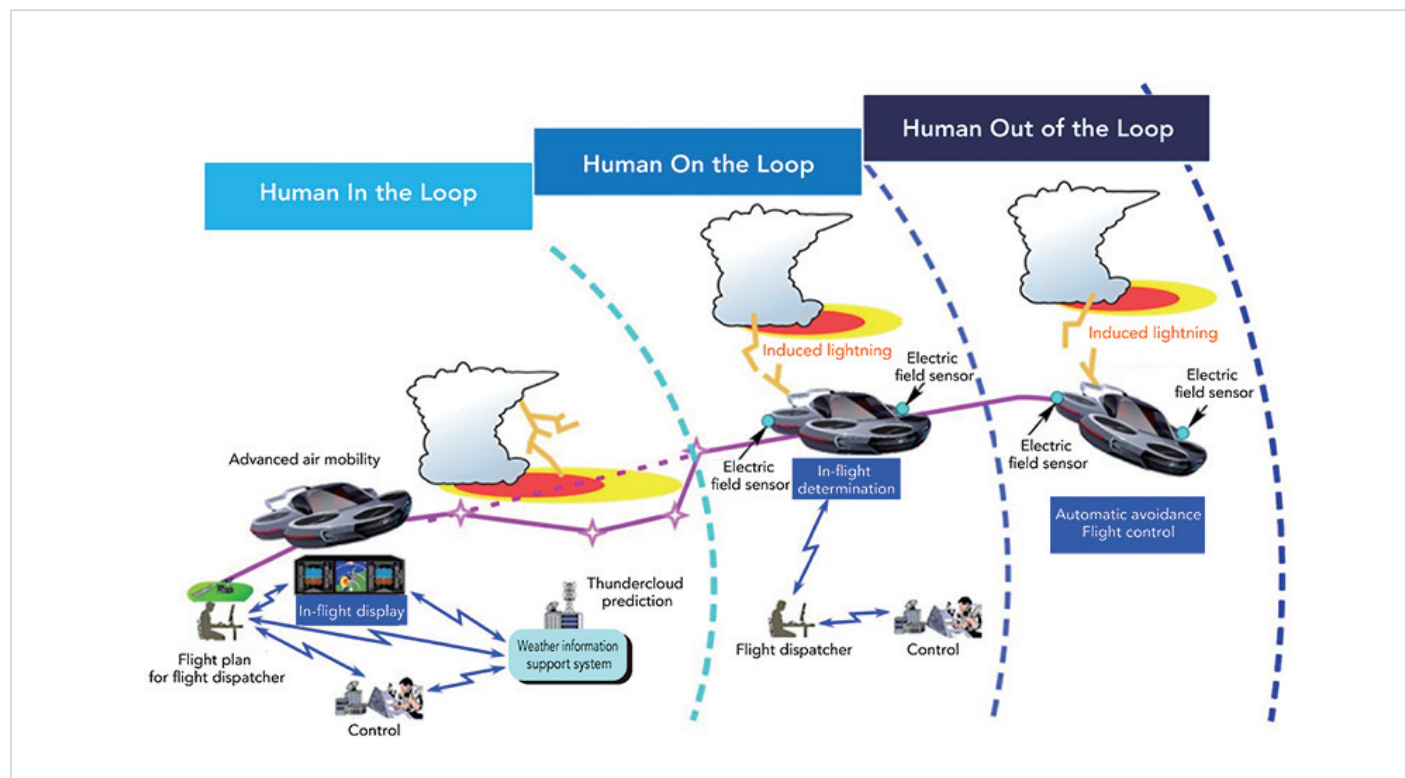 Human In the Loop
Human On the Loop
Human Out of the Loop
Advanced air mobility
In-flight display
Flight plan
for flight dispatcher
Control
Thundercloud
prediction
Weather information
support system
Induced lightning
Electric
field sensor
Electric
field sensor
In-flight
determination
Flight dispatcher
Control
Induced lightning
Electric
field sensor
Electric
field sensor
Automatic avoidance
Flight control